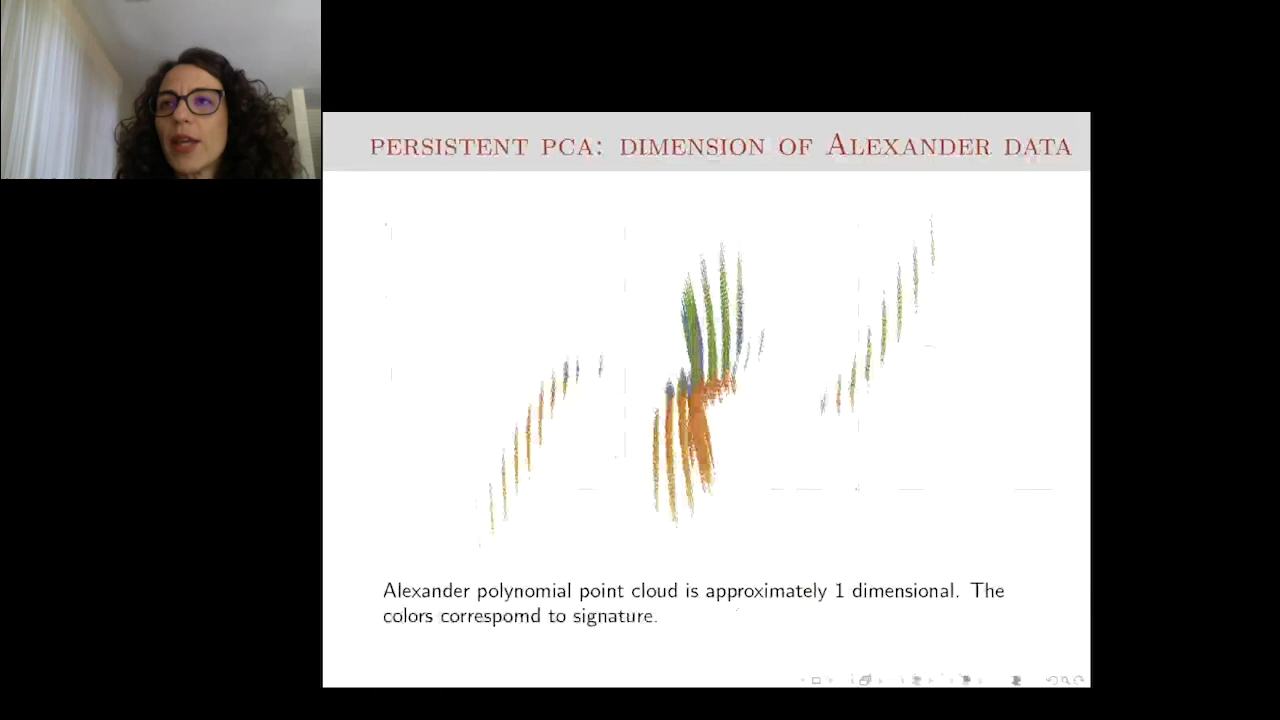 PERSISTENT PCA: DIMENSION OF ALEXANDER DATA
Alexander polynomial point cloud is approximately 1 dimensional. The
colors correspomd to signature.